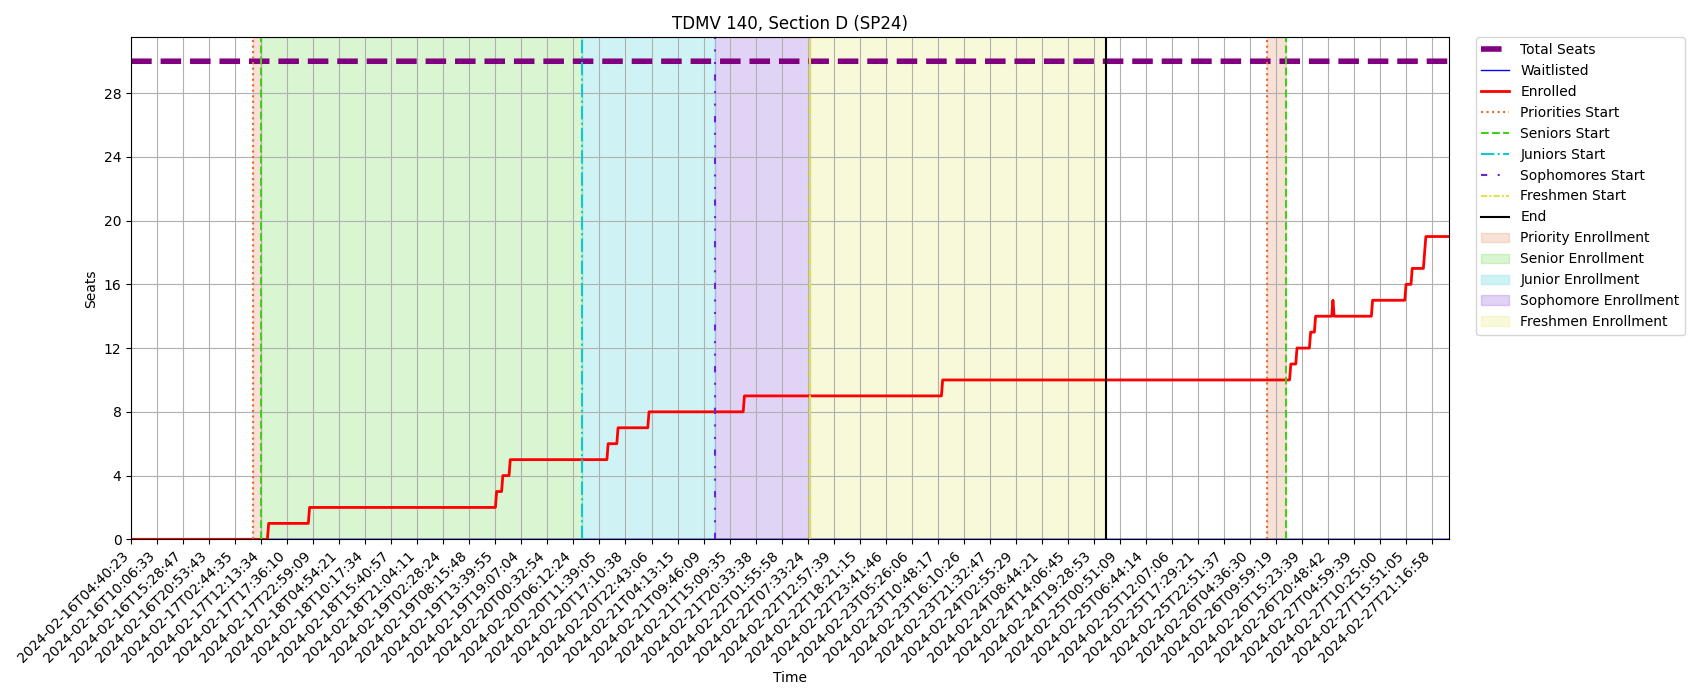 TDMV 140, Section D (SP24)
Seats
28
24
20
16
12
8
4
0
2024-02-16T04:40:23
2024-02-16T10:06:33
2024-02-16T15:28:47
2024-02-16T20:53:43
2024-02-17T02:44:35
2024-02-17T12:13:34
2024-02-17T17:36:10
2024-02-17T22:59:09
2024-02-18T04:54:21
2024-02-18T10:17:34
2024-02-18T15:40:57
2024-02-18T21:04:11
2024-02-19T02:28:24
2024-02-19T08:15:48
2024-02-19T13:39:55
2024-02-19T19:07:04
2024-02-20T00:32:54
2024-02-20T06:12:24
2024-02-20T11:39:05
2024-02-20T17:10:38
2024-02-20T22:43:06
2024-02-21T04:13:15
2024-02-21T09:46:09
2024-02-21T15:09:35
2024-02-21T20:33:38
2024-02-22T01:55:58
2024-02-22T07:33:24
2024-02-22T12:57:39
2024-02-22T18:21:15
2024-02-22T23:41:46
2024-02-23T05:26:06
2024-02-23T10:48:17
2024-02-23T16:10:26
2024-02-23T21:32:47
2024-02-24T02:55:29
2024-02-24T08:44:21
2024-02-24T14:06:45
2024-02-24T19:28:53
2024-02-25T00:51:09
2024-02-25T06:44:14
2024-02-25T12:07:06
2024-02-25T17:29:21
2024-02-25T22:51:37
2024-02-26T04:36:30
2024-02-26T09:59:19
2024-02-26T15:23:39
2024-02-26T20:48:42
2024-02-27T04:59:39
2024-02-27T10:25:00
2024-02-27T15:51:05
2024-02-27T21:16:58
Time
Total Seats
Waitlisted
Enrolled
Priorities Start
Seniors Start
Juniors Start
Sophomores Start
Freshmen Start
End
Priority Enrollment
Senior Enrollment
Junior Enrollment
Sophomore Enrollment
Freshmen Enrollment